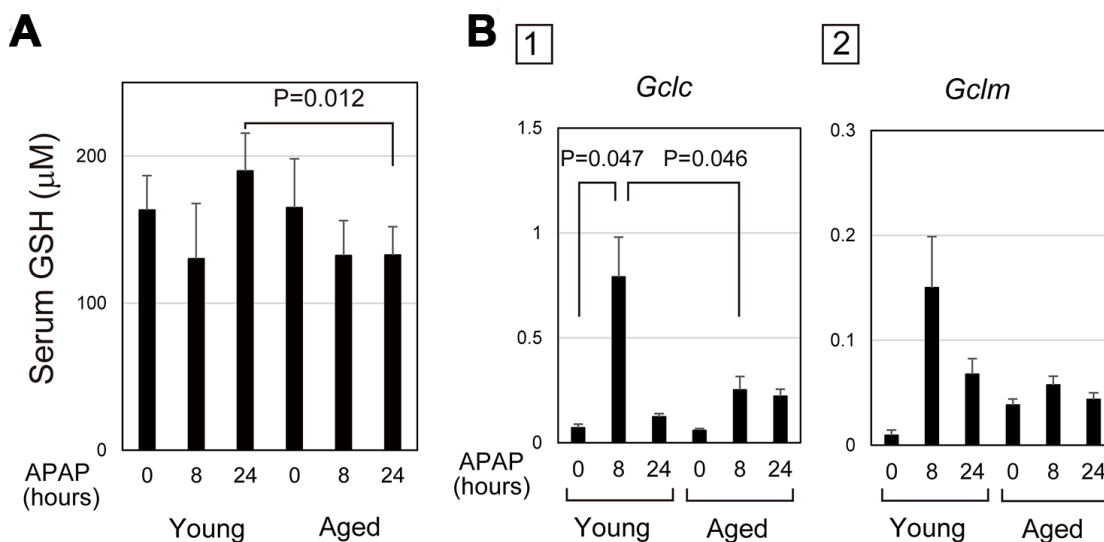 A
B
1
2
Gclc
Gclm
P=0.012
Serum GSH (μM)
200
100
0
APAP
(hours)
0 8 24 0 8 24
Young Aged
1.5
P=0.047 P=0.046
1
0.5
0
APAP
(hours)
0 8 24 0 8 24
Young Aged
0.3
0.2
0.1
0
0 8 24 0 8 24
Young Aged